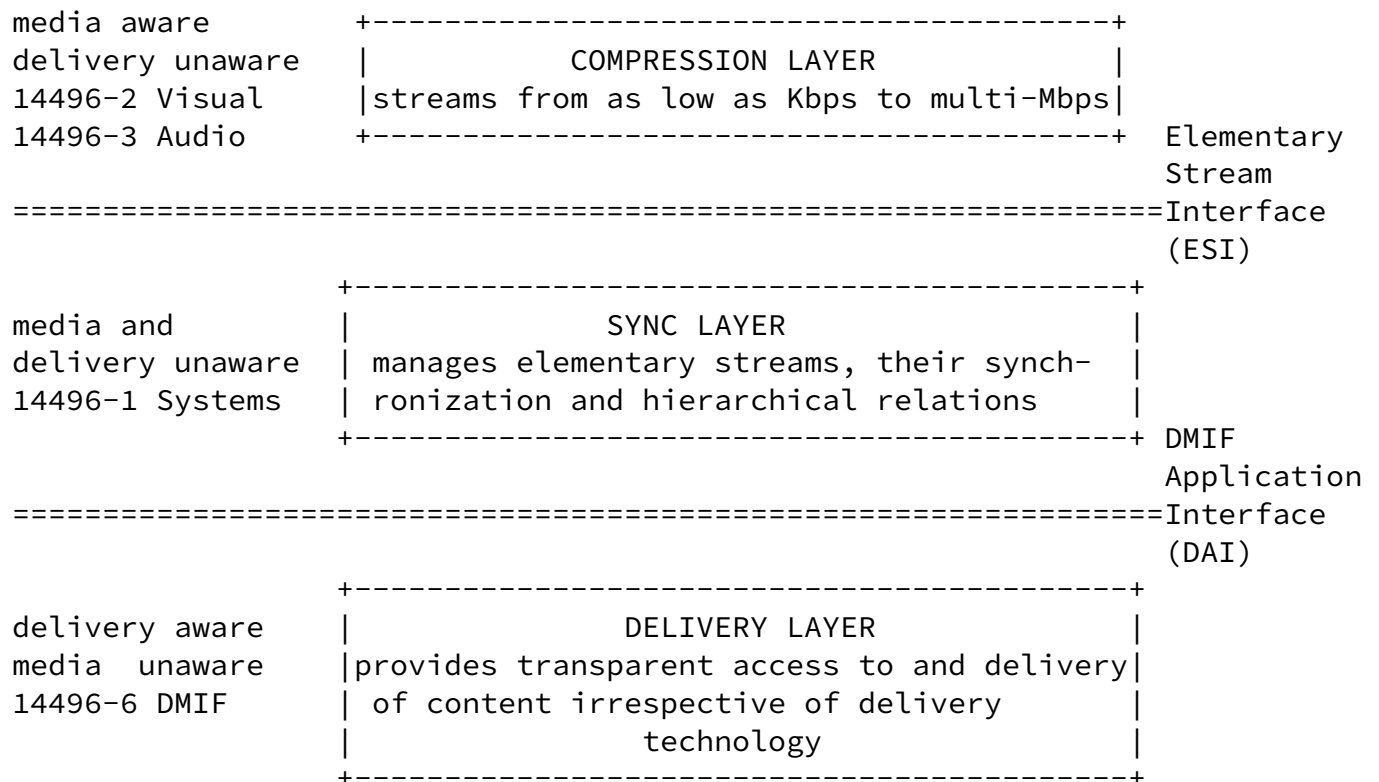 media aware        +-----------------------------------------+
delivery unaware   |           COMPRESSION LAYER             |
14496-2 Visual     |streams from as low as Kbps to multi-Mbps|
14496-3 Audio      +-----------------------------------------+  Elementary
                                                                Stream
================================================================Interface
                                                                (ESI)
                  +-------------------------------------------+
media and         |              SYNC LAYER                   |
delivery unaware  | manages elementary streams, their synch-  |
14496-1 Systems   | ronization and hierarchical relations     |
                  +-------------------------------------------+ DMIF
                                                                Application
================================================================Interface
                                                                (DAI)
                  +-------------------------------------------+
delivery aware    |               DELIVERY LAYER              |
media  unaware    |provides transparent access to and delivery|
14496-6 DMIF      | of content irrespective of delivery       |
                  |                technology                 |
                  +-------------------------------------------+